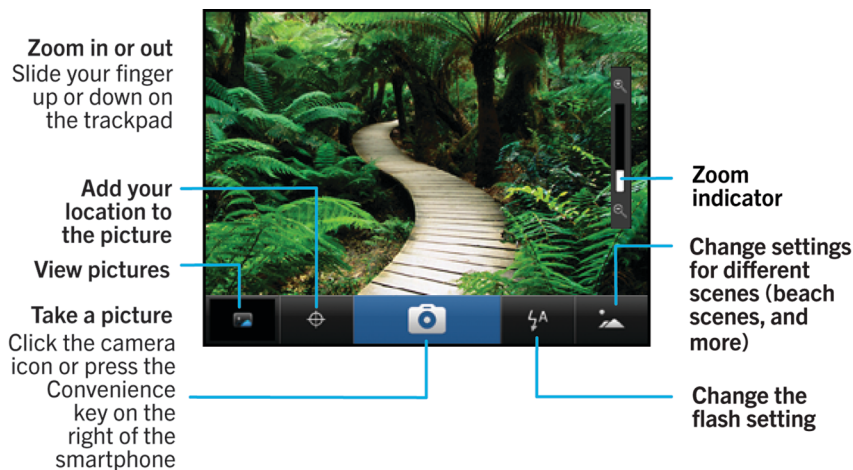 Zoom in or out
Slide your finger
up or down on
the trackpad
Add your
location to
the picture
View pictures
Take a picture
Click the camera
icon or press the
Convenience
key on the
right of the
smartphone
A
Zoom
indicator
Change settings
for different
scenes (beach
scenes, and
more)
Change the
flash setting